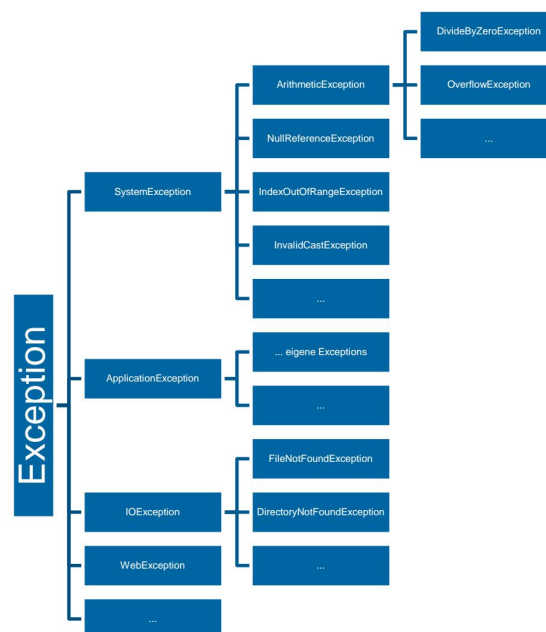 Exception
SystemException
ArithmeticException
DivideByZeroException
OverflowException
...
NullReferenceException
IndexOutOfRangeException
InvalidCastException
...
ApplicationException
... eigene Exceptions
...
IOException
FileNotFoundException
DirectoryNotFoundException
...
WebException
...